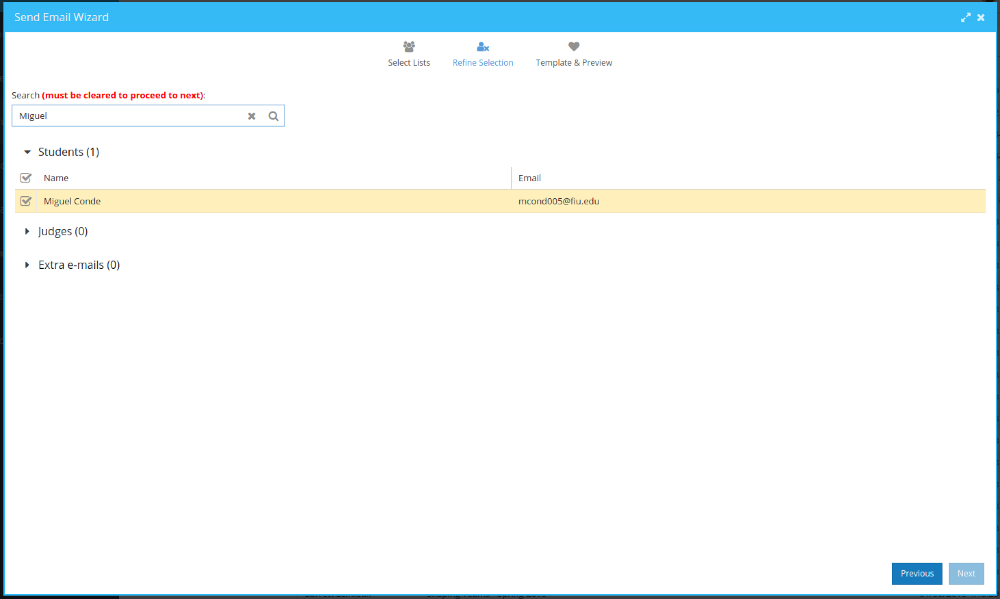 Send Email Wizard
Select Lists
Refine Selection
Template & Preview
Search (must be cleared to proceed to next):
Miguel
Students (1)
Name
Email
Miguel Conde
mcond005@fiu.edu
Judges (0)
Extra e-mails (0)
Previous
Next